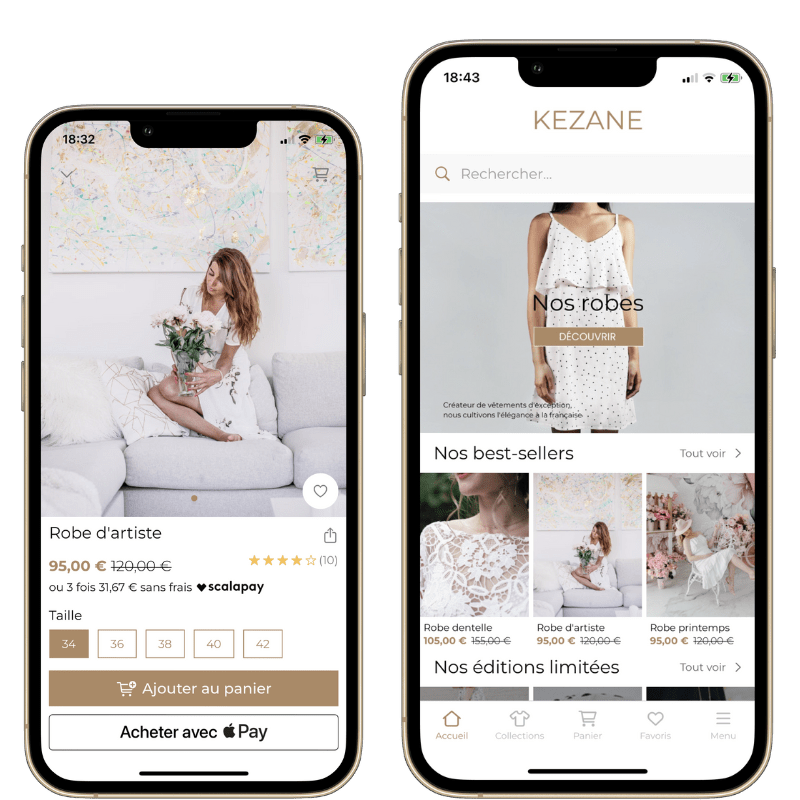 18:32
Robe d'artiste
95,00 € 120,00 € (10)
ou 3 fois 31,67 € sans frais scalapay
Taille
34 36 38 40 42
Ajouter au panier
Acheter avec Pay
18:43
KEZANE
Rechercher...
Nos robes
DÉCOUVRIR
Créateur de vêtements d'exception,
nous cultivons l'élégance à la française
Nos best-sellers Tout voir
Robe dentelle Robe d'artiste Robe printemps
105,00 € 155,00 € 95,00 € 120,00 € 95,00 € 120,00 €
Nos éditions limitées Tout voir
Accueil Collections Panier Favoris Menu